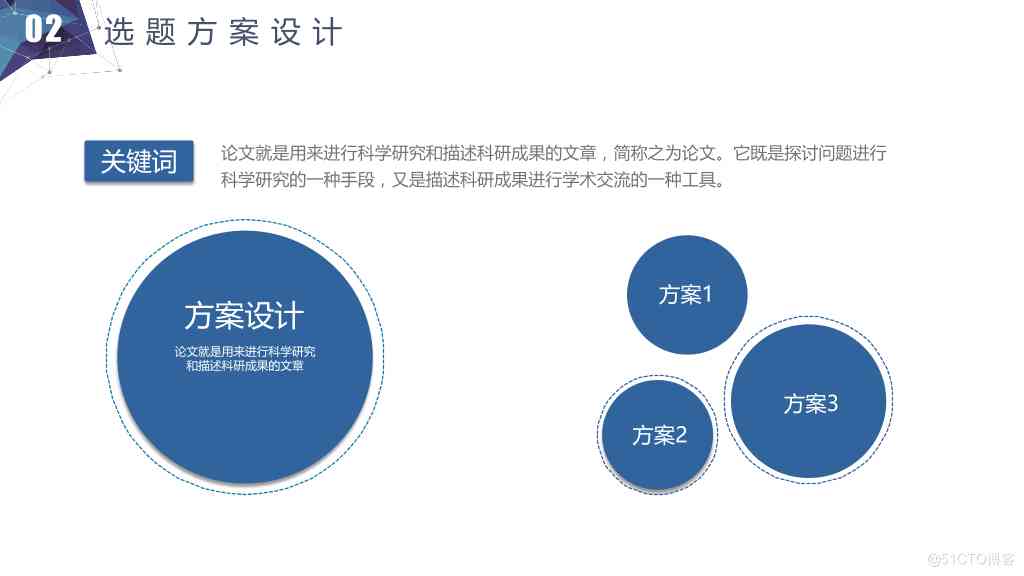 02
选题方案设计
关键词
论文就是用来进行科学研究和描述科研成果的文章，简称之为论文。它既是探讨问题进行
科学研究的一种手段，又是描述科研成果进行学术交流的一种工具。
方案设计
论文就是用来进行科学研究
和描述科研成果的文章
方案1
方案2
方案3
@51CTO博客